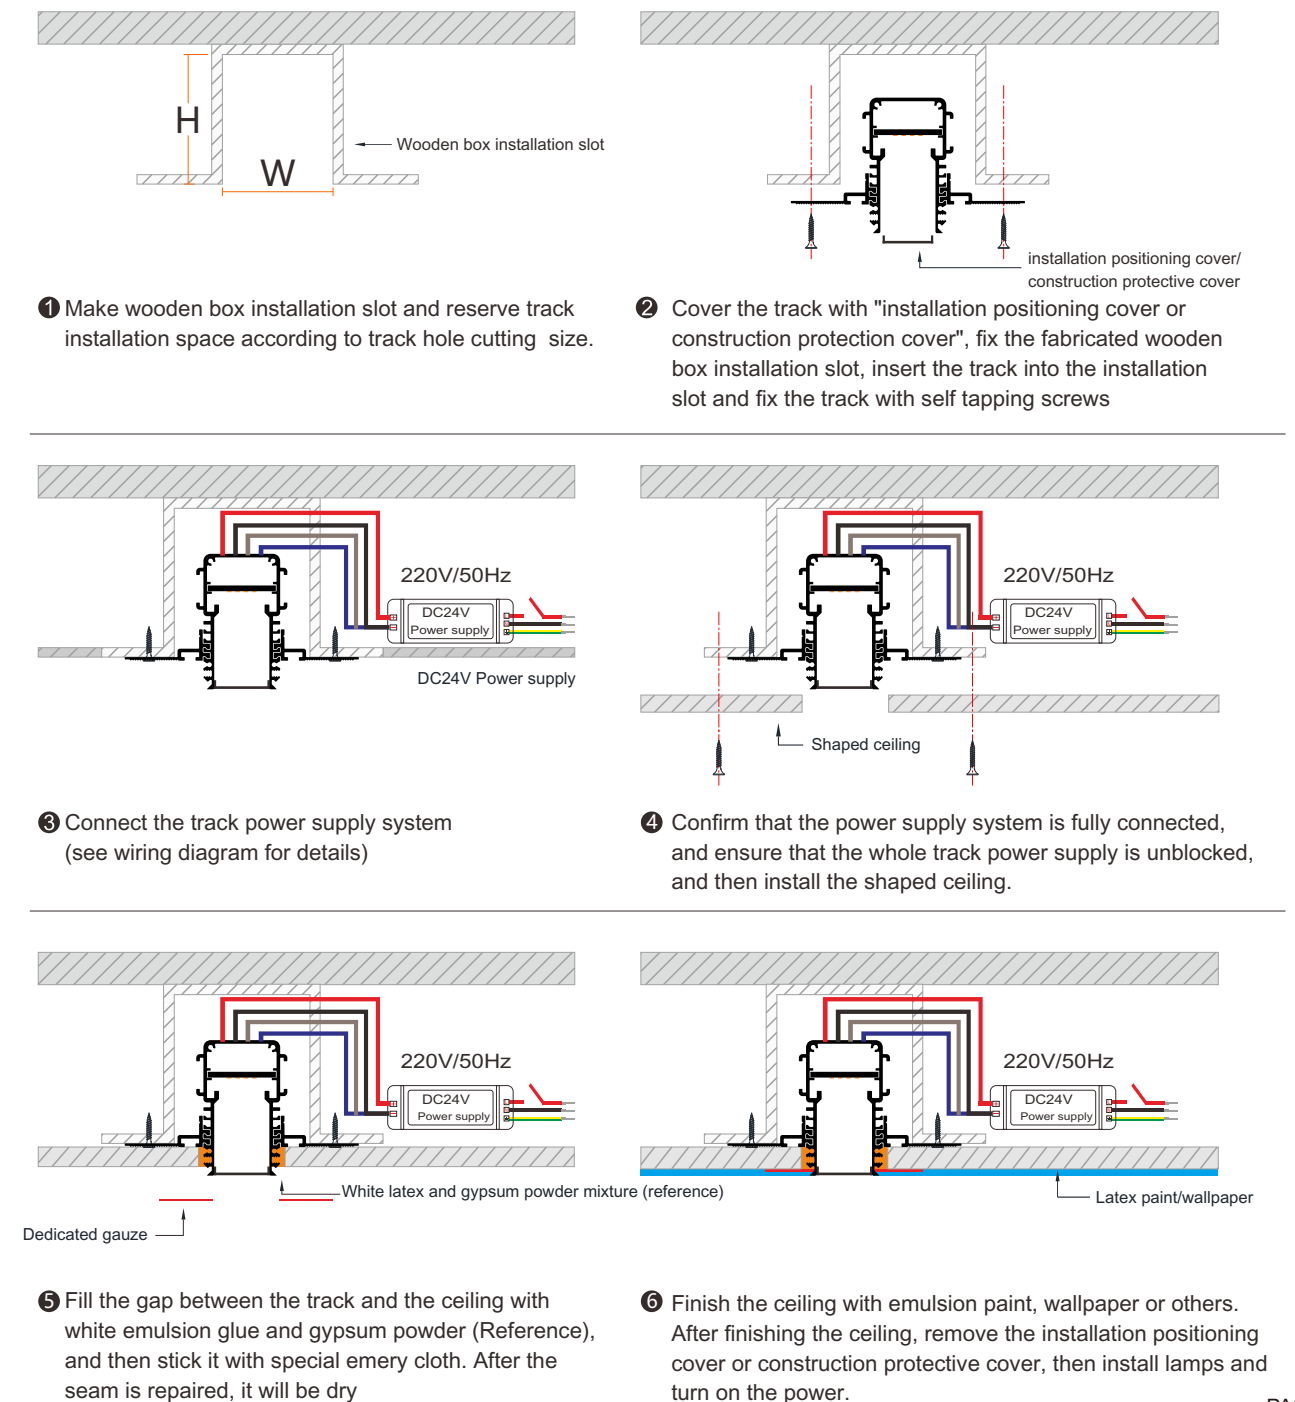 H
W
Wooden box installation slot
installation positioning cover/
construction protective cover
1 Make wooden box installation slot and reserve track
installation space according to track hole cutting size.
2 Cover the track with "installation positioning cover or
construction protection cover", fix the fabricated wooden
box installation slot, insert the track into the installation
slot and fix the track with self tapping screws
220V/50Hz
DC24V
Power supply
DC24V Power supply
220V/50Hz
DC24V
Power supply
Shaped ceiling
3 Connect the track power supply system
(see wiring diagram for details)
4 Confirm that the power supply system is fully connected,
and ensure that the whole track power supply is unblocked,
and then install the shaped ceiling.
220V/50Hz
DC24V
Power supply
White latex and gypsum powder mixture (reference)
Dedicated gauze
220V/50Hz
DC24V
Power supply
Latex paint/wallpaper
5 Fill the gap between the track and the ceiling with
white emulsion glue and gypsum powder (Reference),
and then stick it with special emery cloth. After the
seam is repaired, it will be dry
6 Finish the ceiling with emulsion paint, wallpaper or others.
After finishing the ceiling, remove the installation positioning
cover or construction protective cover, then install lamps and
turn on the power.